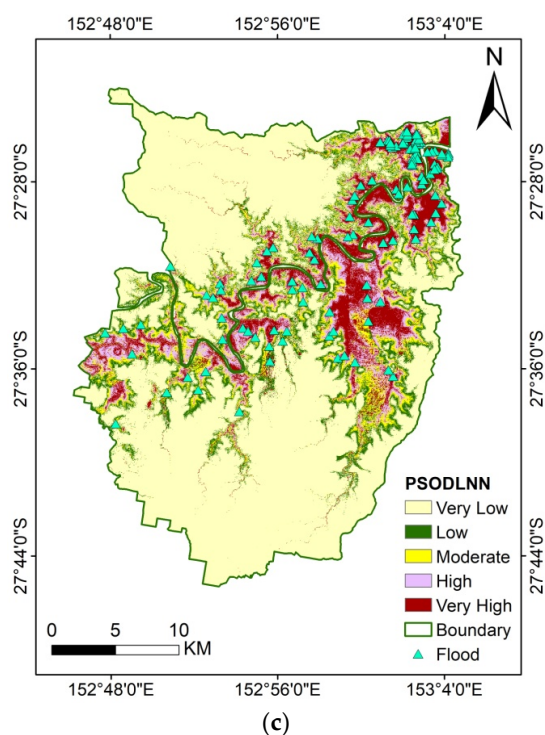 152°48'0"E 152°56'0"E 153°4'0"E
N
27°28'0"S 27°28'0"S
27°36'0"S 27°36'0"S
27°44'0"S 27°44'0"S
PSODLNN
Very Low
Low
Moderate
High
Very High
Boundary
Flood
0 5 10
KM
152°48'0"E 152°56'0"E 153°4'0"E
(c)